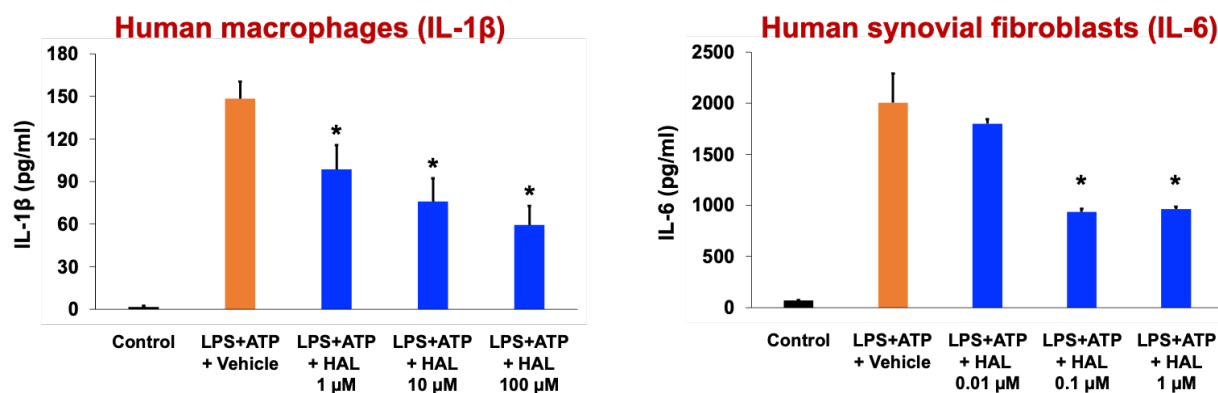 Human macrophages (IL-1β)
IL-1β (pg/ml)
180
150
120
90
60
30
0
*
*
*
Control
LPS+ATP
+ Vehicle
LPS+ATP
+ HAL
1 µM
LPS+ATP
+ HAL
10 µM
LPS+ATP
+ HAL
100 µM
Human synovial fibroblasts (IL-6)
IL-6 (pg/ml)
2500
2000
1500
1000
500
0
*
*
Control
LPS+ATP
+ Vehicle
LPS+ATP
+ HAL
0.01 µM
LPS+ATP
+ HAL
0.1 µM
LPS+ATP
+ HAL
1 µM